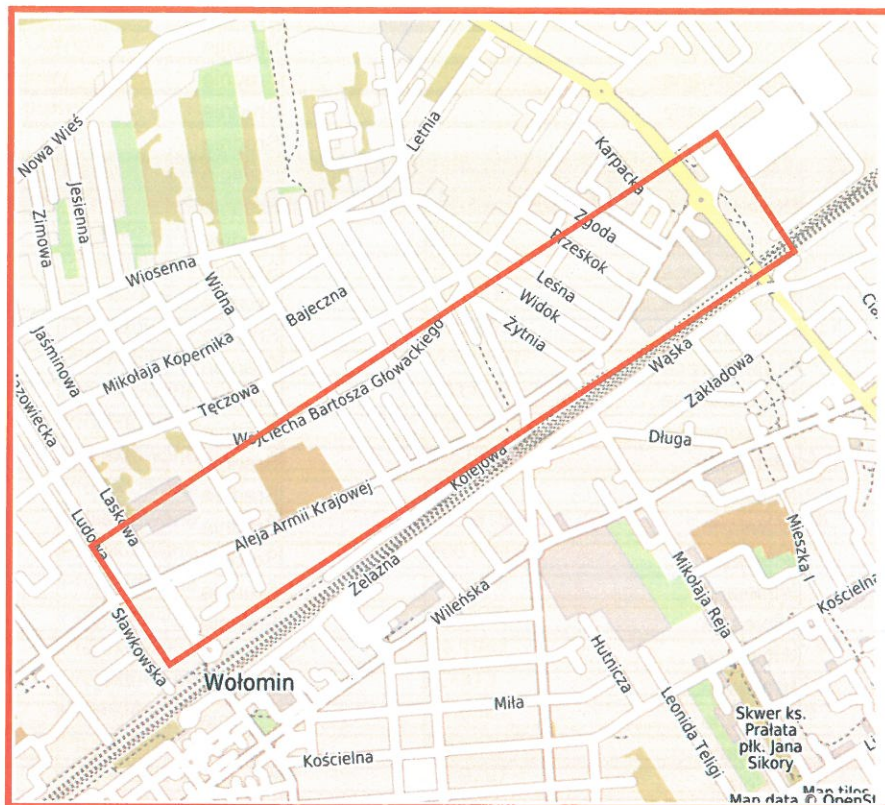 Nowa Wieś
Letnia
Karpacka
Jesienna
Zimowa
Zgoda
Brzeskok
Wiosenna
Widna
Leśna
Bajeczna
Widok
Żytnia
Jaśminowa
Mikołaja Kopernika
Wąska
Zakładowa
Tęczowa
Wojciecha Bartosza Głowackiego
Długa
Kolejowa
Laskowa
Ludowa
Aleja Armii Krajowej
Mieszka I
Żelazna
Mikołaja Reja
Wileńska
Kościelna
Sławkowska
Hutnicza
Wołomin
Miła
Leonida Teligi
Skwer ks.
Prałata
płk. Jana
Sikory
Kościelna